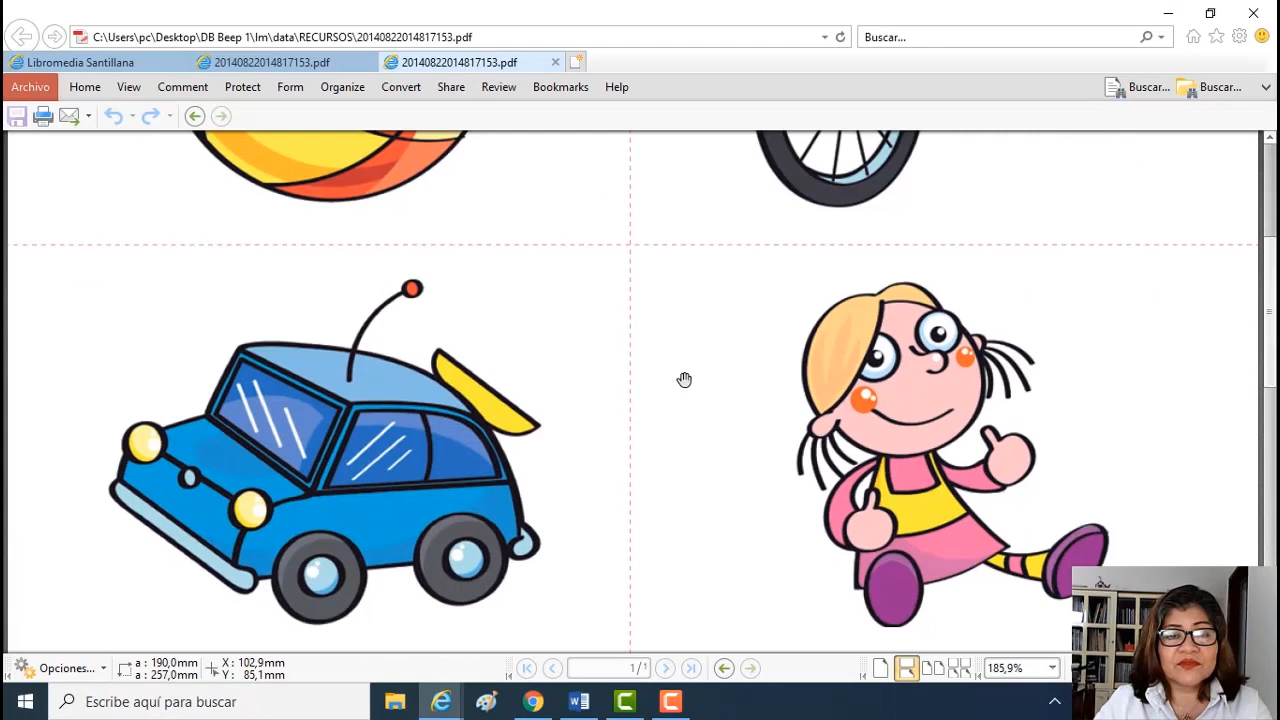 C:\Users\pc\Desktop\DB Beep 1\lm\data\RECURSOS\20140822014817153.pdf
Buscar...
Libromedia Santillana
20140822014817153.pdf
20140822014817153.pdf
Archivo Home View Comment Protect Form Organize Convert Share Review Bookmarks Help
Buscar...
Buscar...
Opciones...
a : 190,0mm
a : 257,0mm
X : 102,9mm
Y : 85,1mm
1/1
185,9%
Escribe aquí para buscar